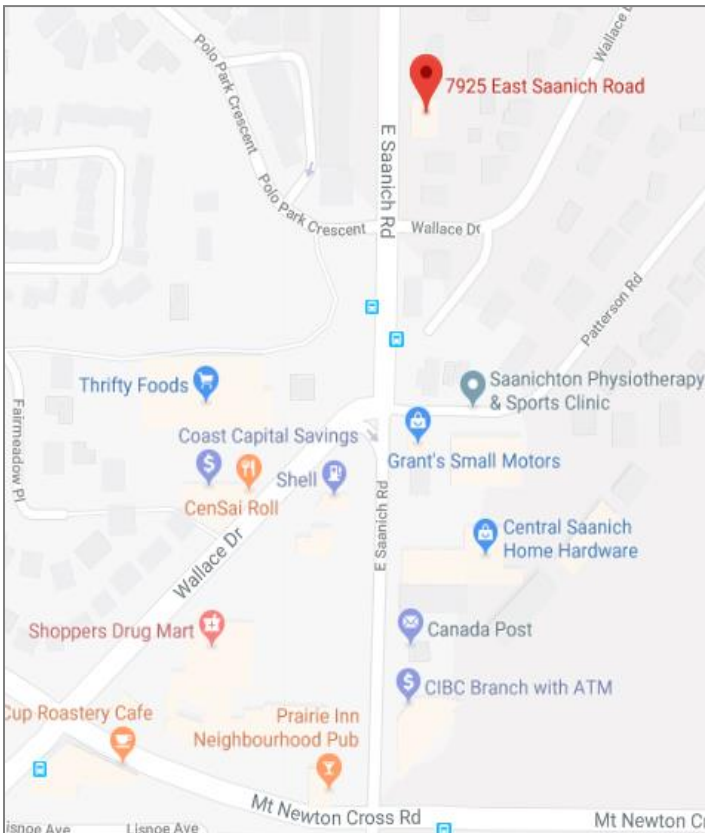 Polo Park Crescent
Wallace D
7925 East Saanich Road
E Saanich Rd
Polo Park Crescent
Wallace Dr
Patterson Rd
Thrifty Foods
Saanichton Physiotherapy
& Sports Clinic
Fairmeadow Pl
Coast Capital Savings
Grant's Small Motors
Shell
CenSai Roll
E Saanich Rd
Central Saanich
Home Hardware
Wallace Dr
Shoppers Drug Mart
Canada Post
CIBC Branch with ATM
Cup Roastery Cafe
Prairie Inn
Neighbourhood Pub
Mt Newton Cross Rd
Mt Newton Cr
Lisnoe Ave